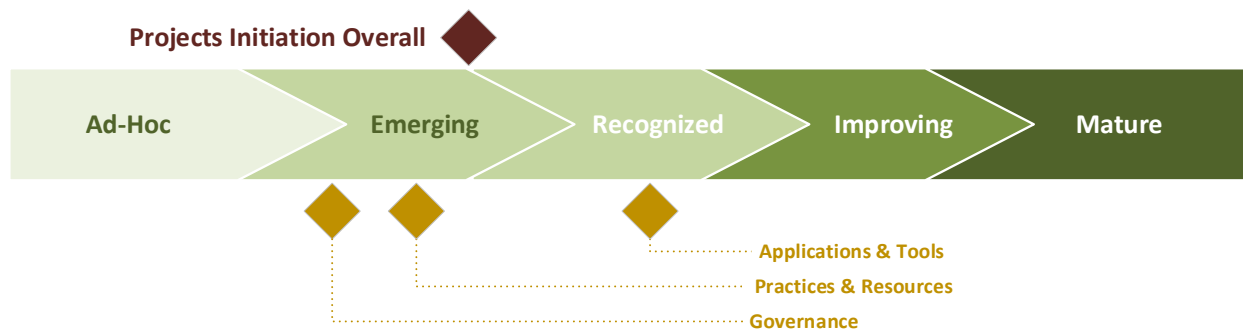 Projects Initiation Overall
Ad-Hoc
Emerging
Recognized
Improving
Mature
Applications & Tools
Practices & Resources
Governance